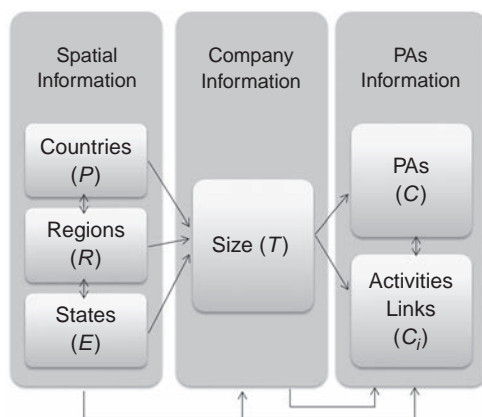 Spatial
Information
Countries
(P)
Regions
(R)
States
(E)
Company
Information
Size (T)
PAs
Information
PAs
(C)
Activities
Links
(Ci)